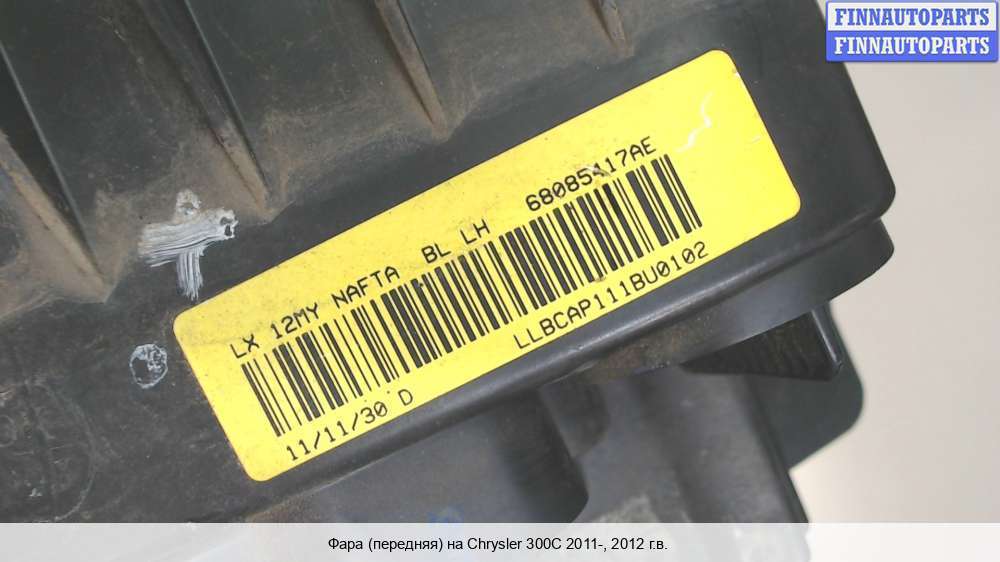 FINNAUTOPARTS
FINNAUTOPARTS
LX 12MY NAFTA BL LH 68085417AE
11/11/30 D LLBCAP111BU0102
Фара (передняя) на Chrysler 300C 2011-, 2012 г.в.